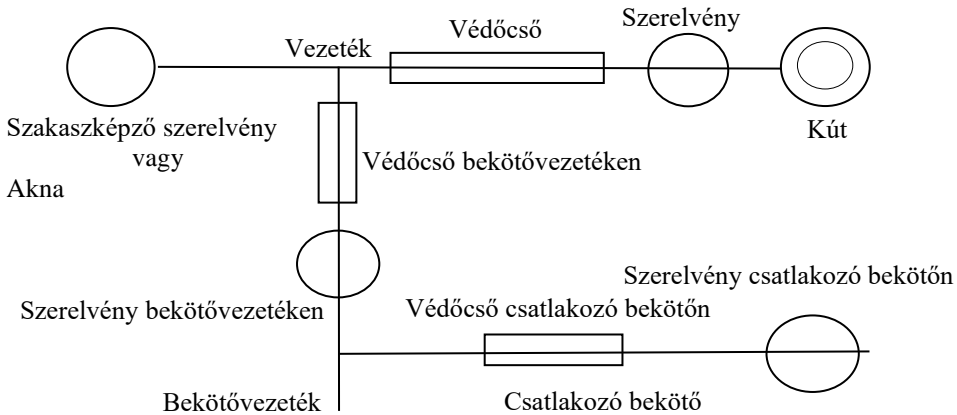 Szerelvény
Védőcső
Vezeték
Szakaszképző szerelvény
vagy
Akna
Kút
Védőcső bekötővezetéken
Szerelvény csatlakozó bekötőn
Szerelvény bekötővezetéken
Védőcső csatlakozó bekötőn
Bekötővezeték
Csatlakozó bekötő